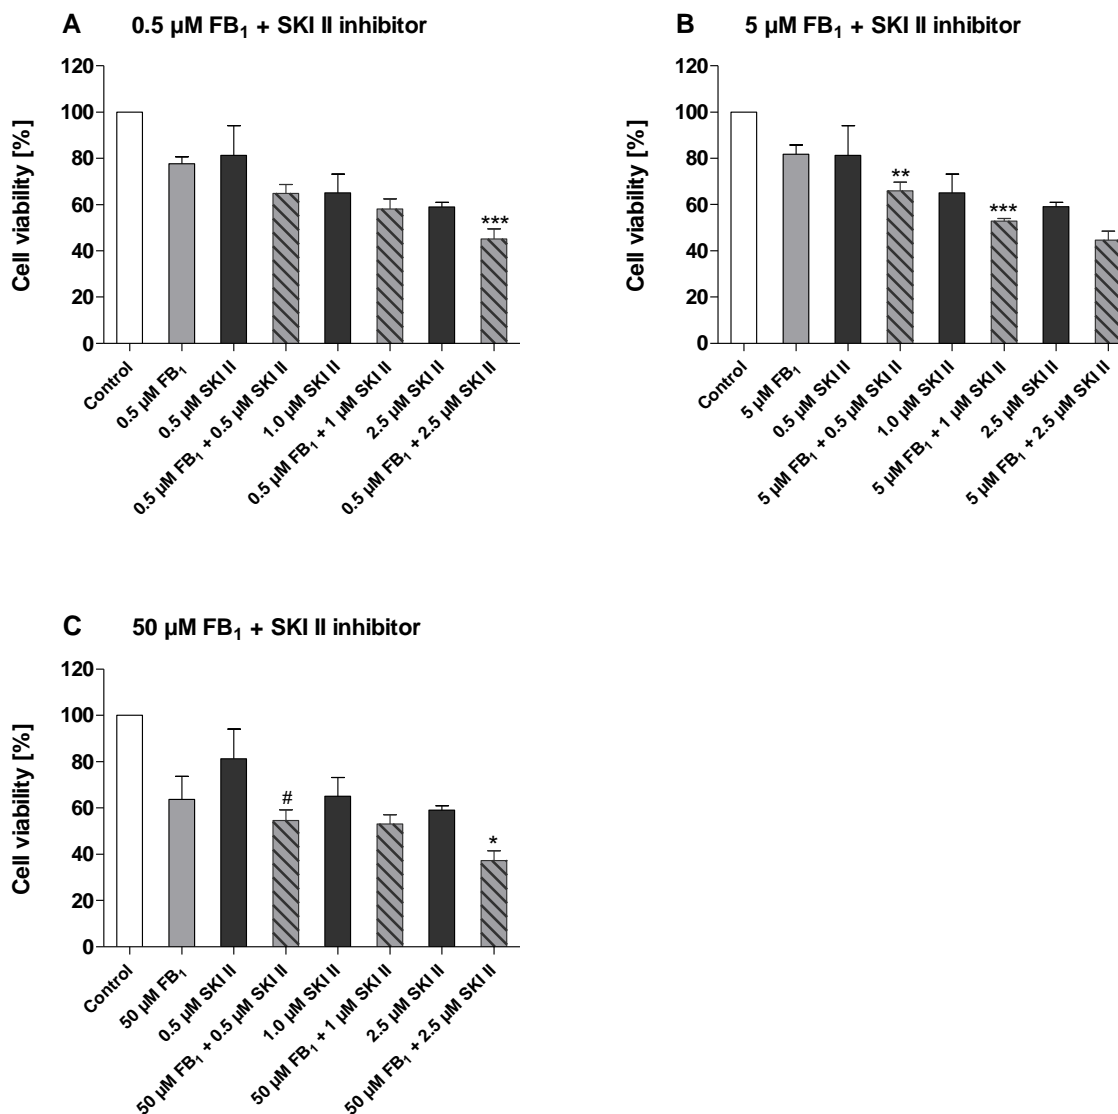 A 0.5 µM FB₁ + SKI II inhibitor
120
100
80
60
40
20
0
Cell viability [%]
***
Control
0.5 µM FB₁
0.5 µM SKI II
0.5 µM FB₁ + 0.5 µM SKI II
1.0 µM SKI II
0.5 µM FB₁ + 1 µM SKI II
2.5 µM SKI II
0.5 µM FB₁ + 2.5 µM SKI II
B 5 µM FB₁ + SKI II inhibitor
120
100
80
60
40
20
0
Cell viability [%]
**
***
Control
5 µM FB₁
0.5 µM SKI II
5 µM FB₁ + 0.5 µM SKI II
1.0 µM SKI II
5 µM FB₁ + 1 µM SKI II
2.5 µM SKI II
5 µM FB₁ + 2.5 µM SKI II
C 50 µM FB₁ + SKI II inhibitor
120
100
80
60
40
20
0
Cell viability [%]
#
*
Control
50 µM FB₁
0.5 µM SKI II
50 µM FB₁ + 0.5 µM SKI II
1.0 µM SKI II
50 µM FB₁ + 1 µM SKI II
2.5 µM SKI II
50 µM FB₁ + 2.5 µM SKI II